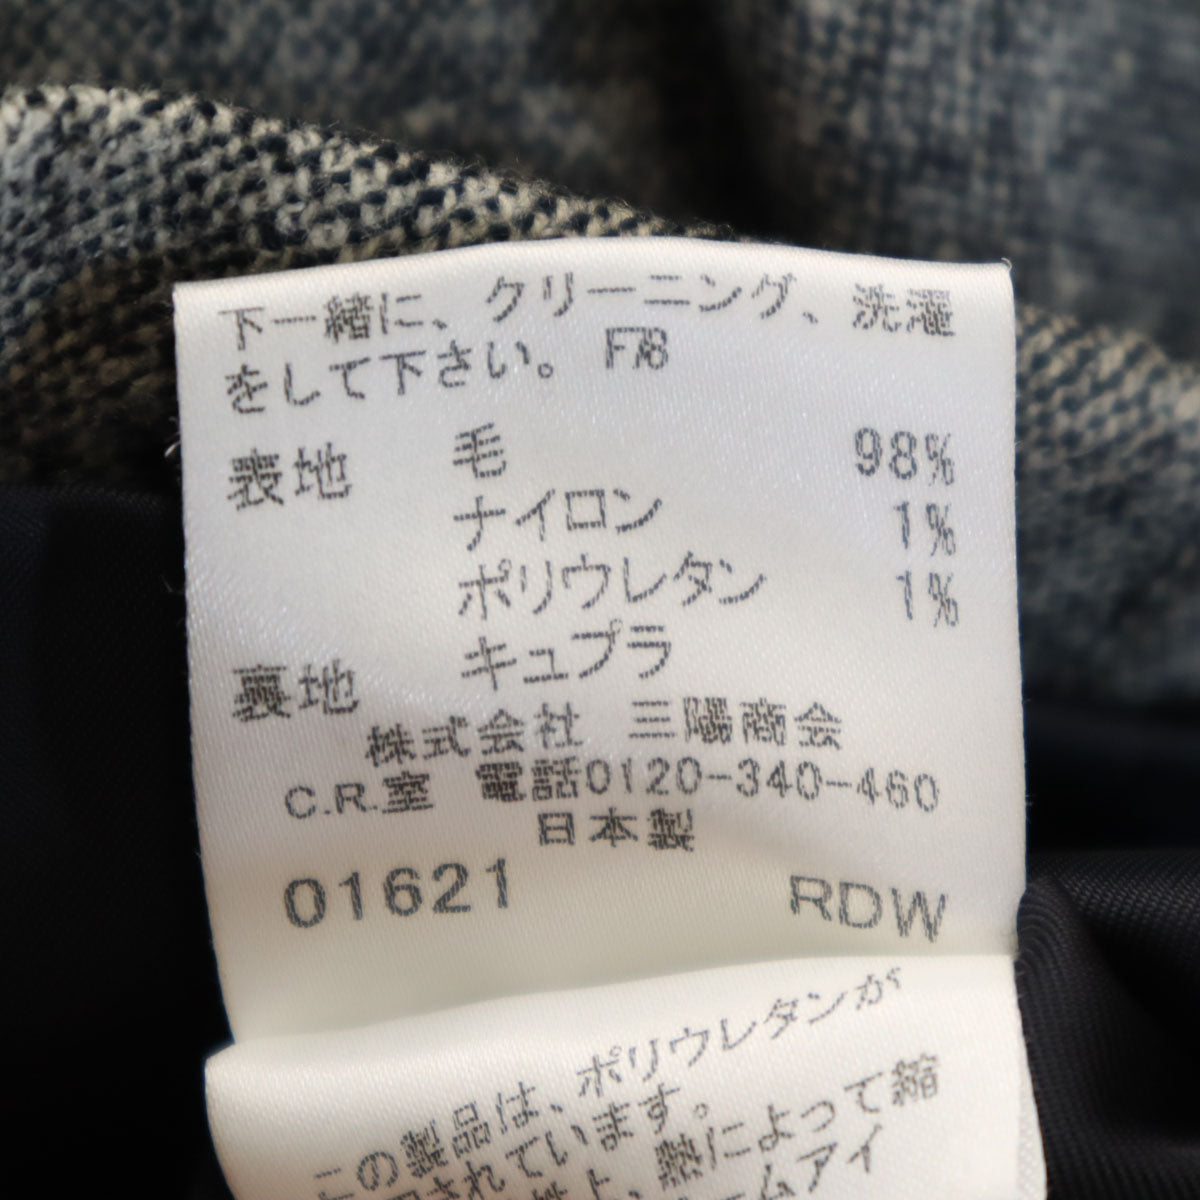 下一緒に、クリーニング、洗濯
をして下さい。 F78
表地 毛 98%
ナイロン 1%
ポリウレタン 1%
裏地 キュプラ
株式会社 三陽商会
C.R.室 電話0120-340-460
日本製
01621 RDW
この製品は、ポリウレタンが
されています。
熱によって縮
ームアイ